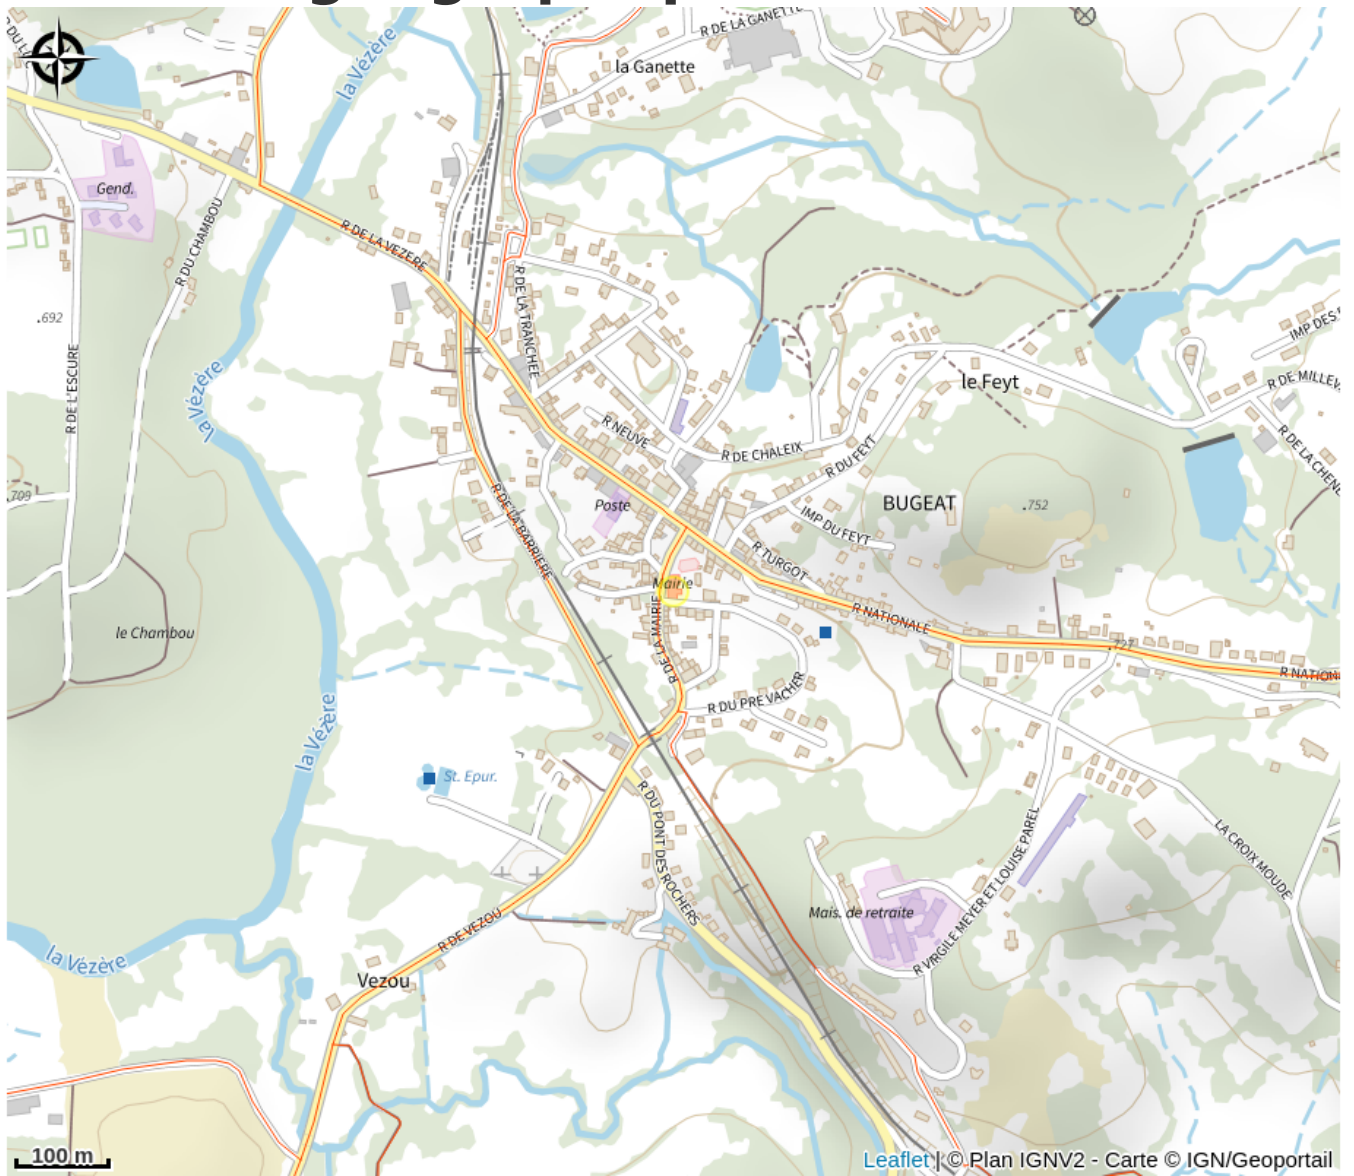 R DE LA GANETTE
la Ganette
la Vézère
Gend.
R DU CHAMBOU
R DE LA VEZERE
R DE LA TRANCHEE
.692
R DE L'ESCURE
la Vézère
IMP DES
le Feyt
R DE MILLEV
R NEUVE
R DE CHALEIX
R DU FEYT
R DE LA CHENE
709
Poste
BUGEAT
.752
R DE LA BARRIERE
IMP DU FEYT
R TURGOT
Mairie
R DE LA MAIRIE
R NATIONALE
le Chambou
.727
R NATION
la Vézère
R DU PRE VACHER
St. Epur.
R DU PONT DES ROCHERS
LA CROIX MOUDE
R VIRGILE MEYER ET LOUISE PAREL
Mais. de retraite
R DE VEZOU
la Vézère
Vezou
100 m
Leaflet | © Plan IGNV2 - Carte © IGN/Geoportail